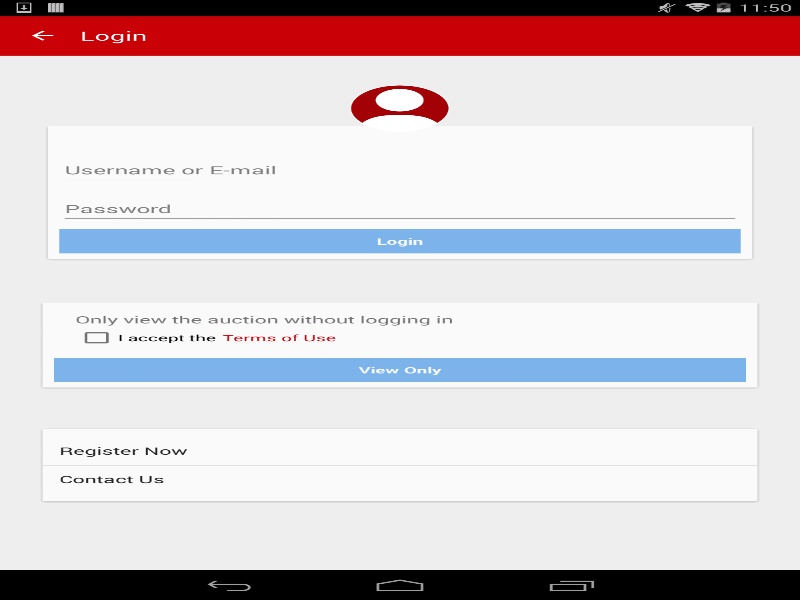 11:50
Login
Username or E-mail
Password
Login
Only view the auction without logging in
I accept the Terms of Use
View Only
Register Now
Contact Us